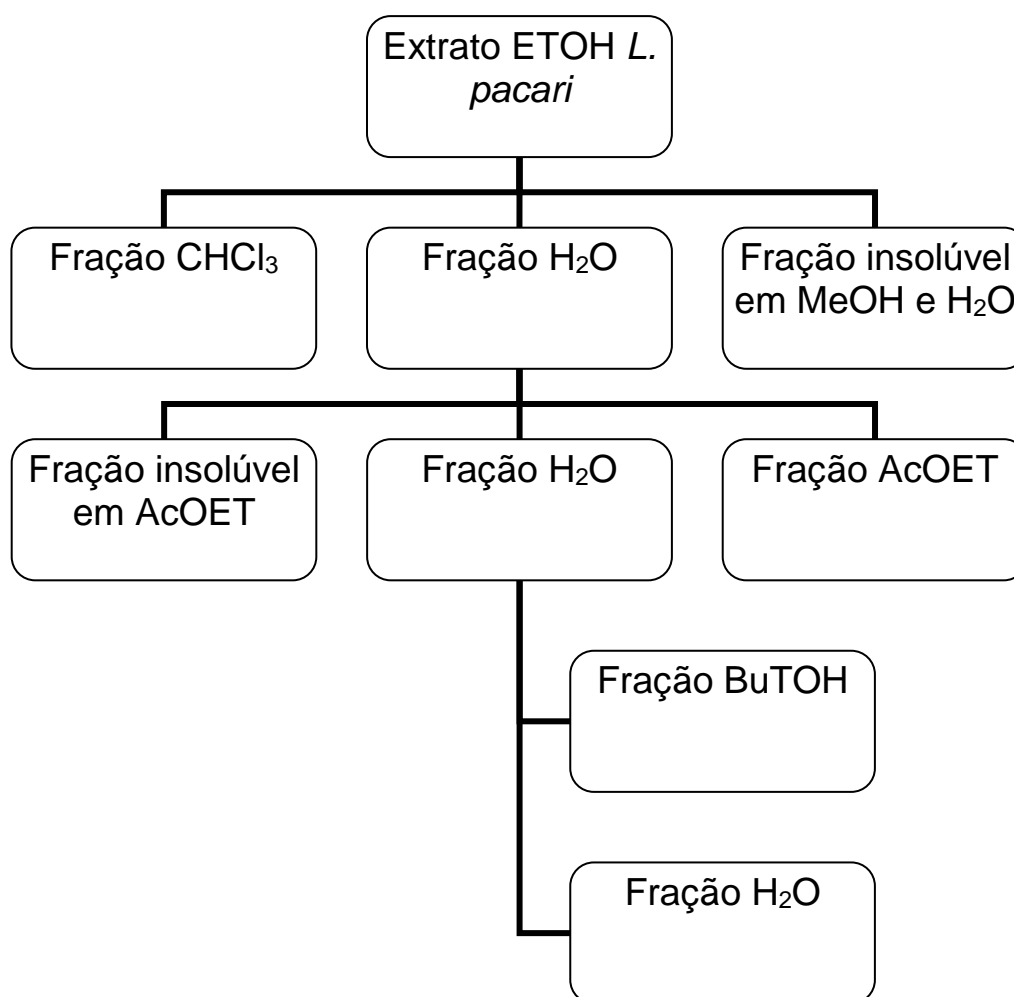 Extrato ETOH L.
pacari
Fração CHCl₃
Fração H₂O
Fração insolúvel
em MeOH e H₂O
Fração insolúvel
em AcOET
Fração H₂O
Fração AcOET
Fração BuTOH
Fração H₂O